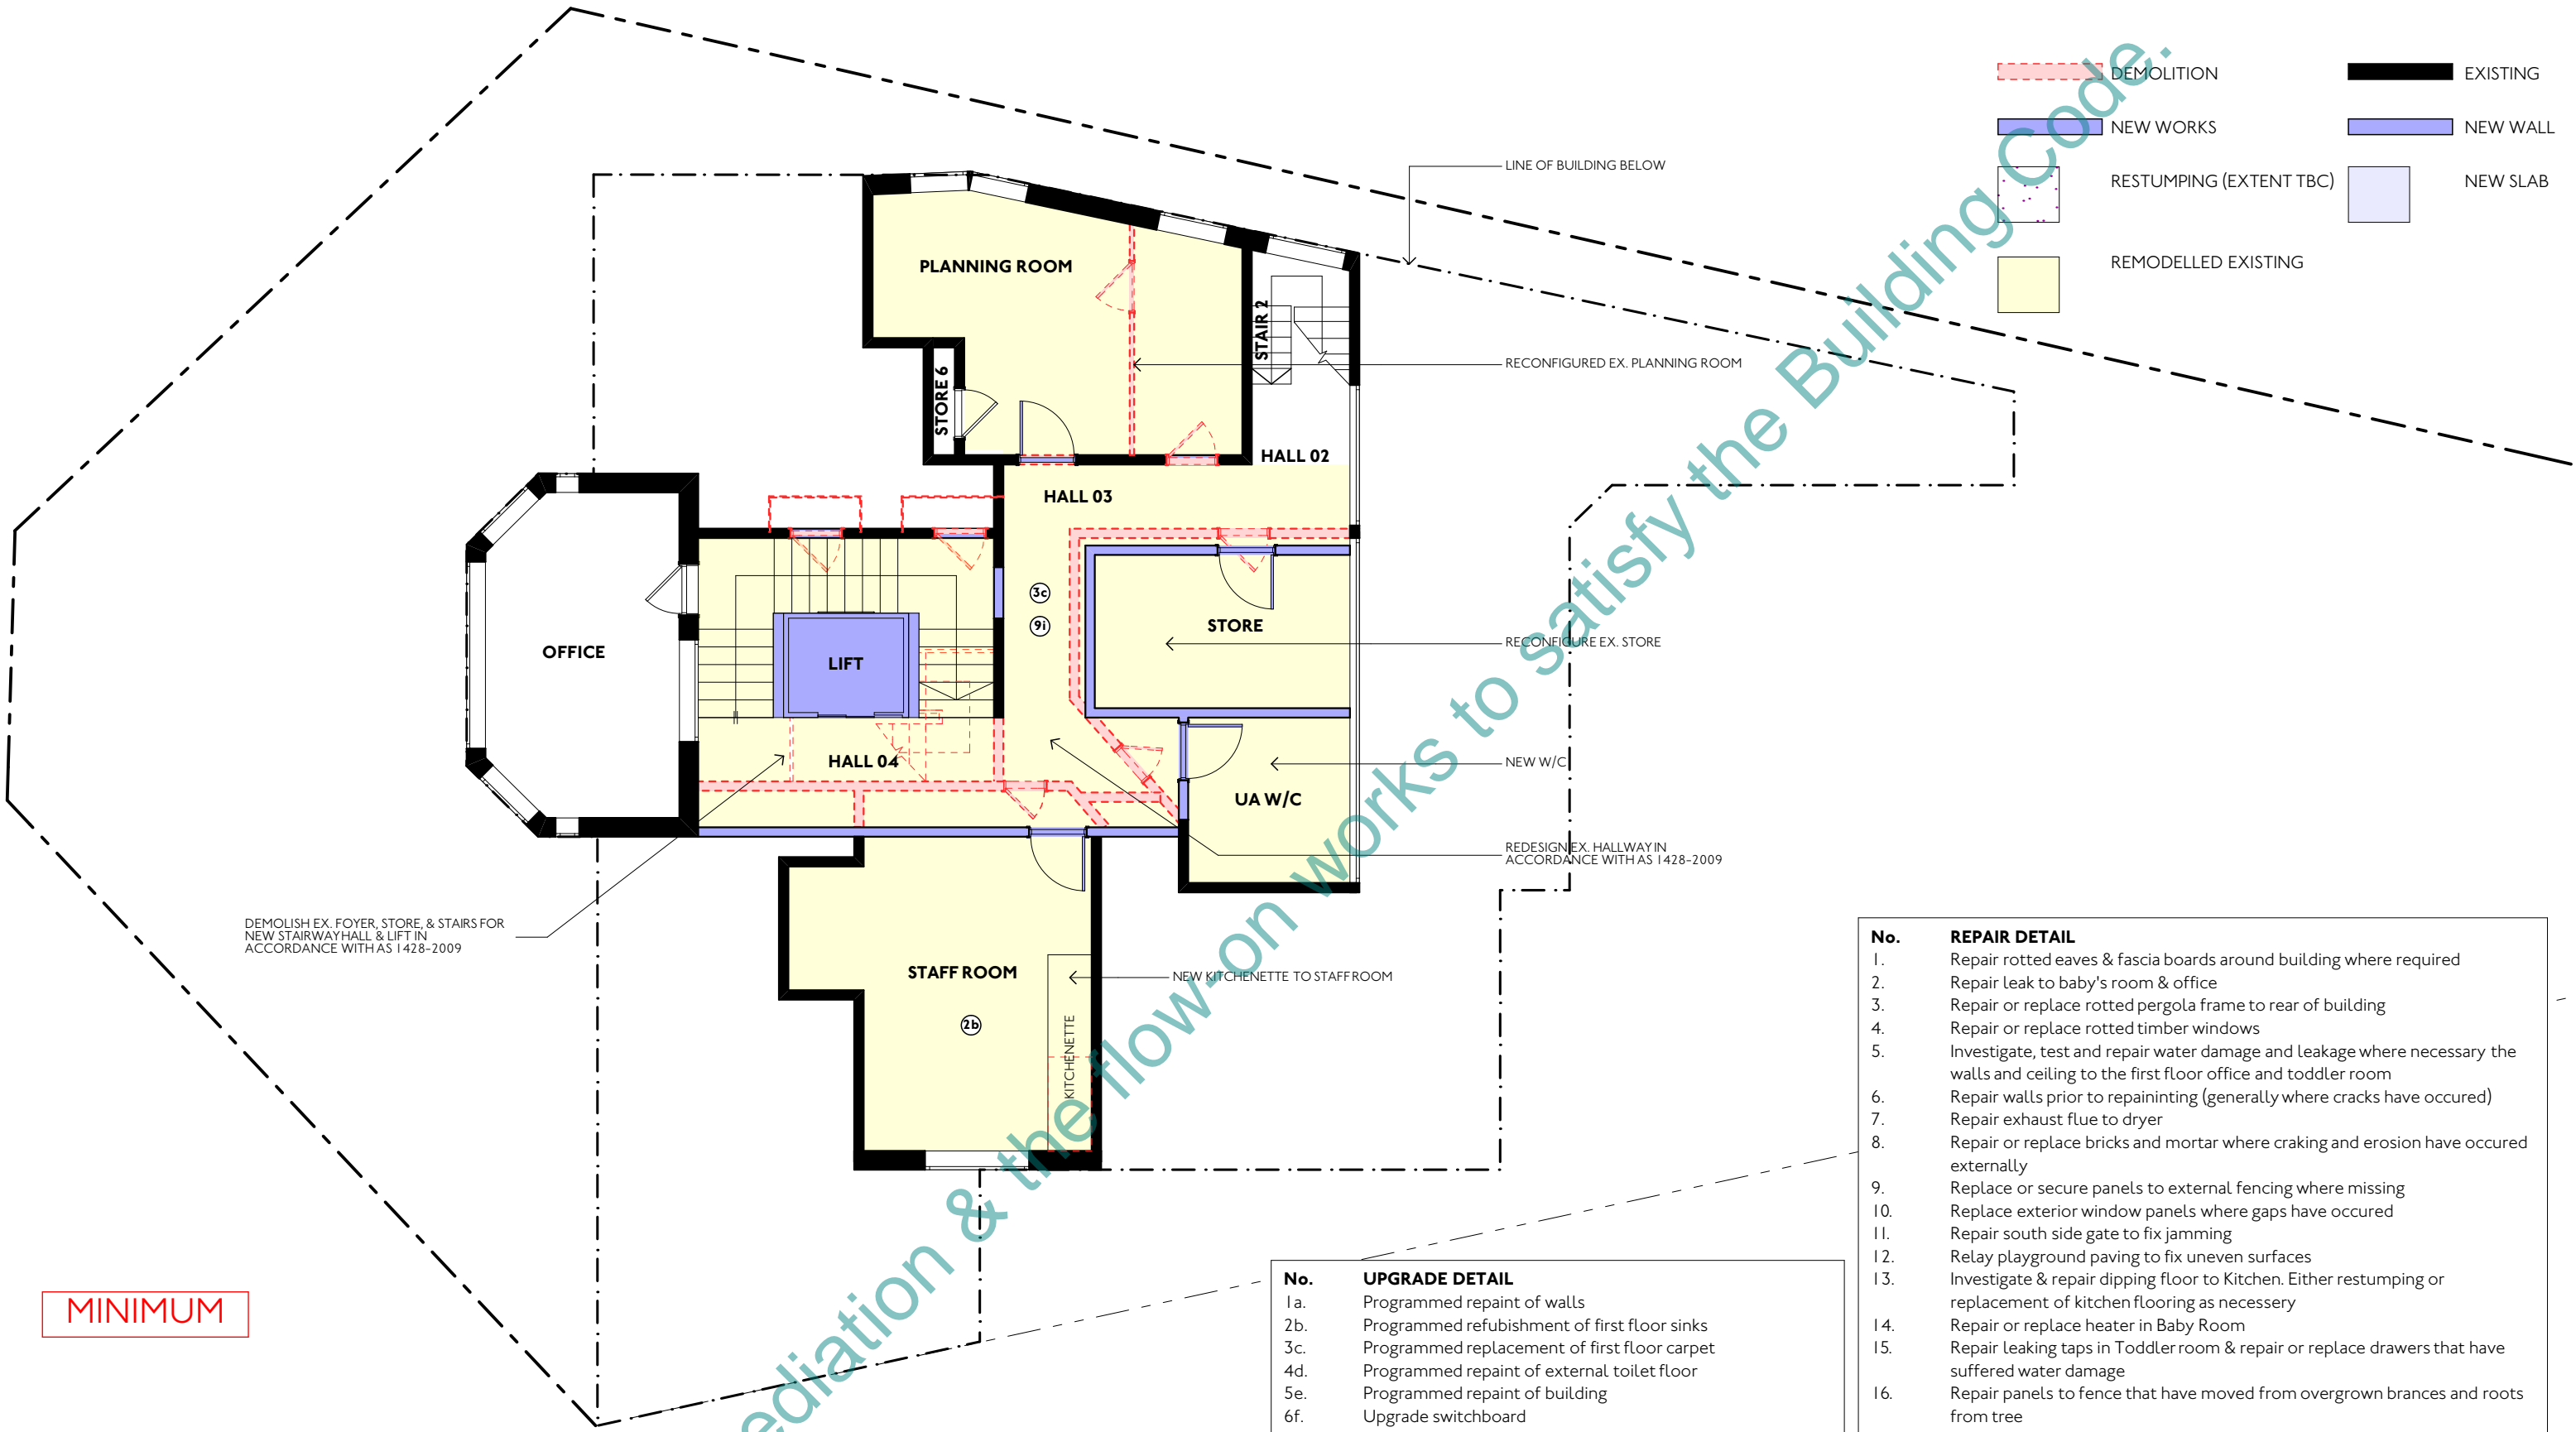 DEMOLITION
EXISTING
NEW WORKS
NEW WALL
RESTUMPING (EXTENT TBC)
NEW SLAB
REMODELLED EXISTING
LINE OF BUILDING BELOW
PLANNING ROOM
STAIR 2
RECONFIGURED EX. PLANNING ROOM
STORE 6
HALL 02
HALL 03
3c
9i
STORE
RECONFIGURE EX. STORE
OFFICE
LIFT
HALL 04
NEW W/C
UA W/C
REDESIGN EX. HALLWAY IN
ACCORDANCE WITH AS 1428-2009
DEMOLISH EX. FOYER, STORE, & STAIRS FOR
NEW STAIRWAY HALL & LIFT IN
ACCORDANCE WITH AS 1428-2009
STAFF ROOM
NEW KITCHENETTE TO STAFF ROOM
2b
KITCHENETTE
ediation & the flow-on works to satisfy the Building Code.
MINIMUM
No. UPGRADE DETAIL
1a. Programmed repaint of walls
2b. Programmed refubishment of first floor sinks
3c. Programmed replacement of first floor carpet
4d. Programmed repaint of external toilet floor
5e. Programmed repaint of building
6f. Upgrade switchboard
No. REPAIR DETAIL
1. Repair rotted eaves & fascia boards around building where required
2. Repair leak to baby's room & office
3. Repair or replace rotted pergola frame to rear of building
4. Repair or replace rotted timber windows
5. Investigate, test and repair water damage and leakage where necessary the
walls and ceiling to the first floor office and toddler room
6. Repair walls prior to repaininting (generally where cracks have occured)
7. Repair exhaust flue to dryer
8. Repair or replace bricks and mortar where craking and erosion have occured
externally
9. Replace or secure panels to external fencing where missing
10. Replace exterior window panels where gaps have occured
11. Repair south side gate to fix jamming
12. Relay playground paving to fix uneven surfaces
13. Investigate & repair dipping floor to Kitchen. Either restumping or
replacement of kitchen flooring as necessery
14. Repair or replace heater in Baby Room
15. Repair leaking taps in Toddler room & repair or replace drawers that have
suffered water damage
16. Repair panels to fence that have moved from overgrown brances and roots
from tree